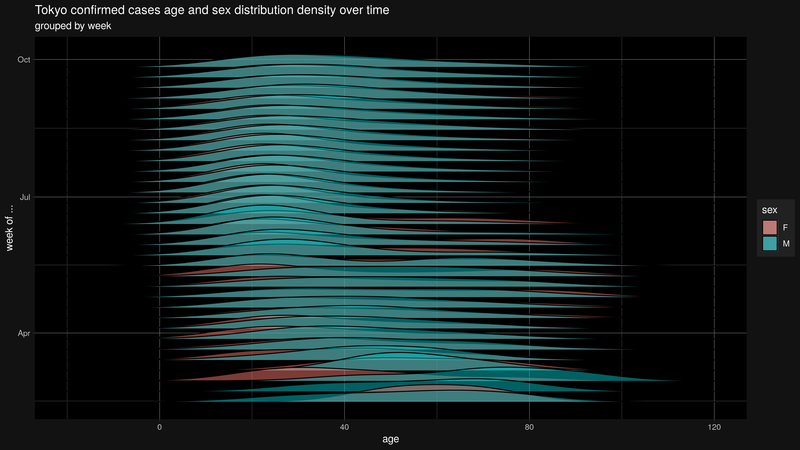 Tokyo confirmed cases age and sex distribution density over time
grouped by week
Oct
Jul
Apr
week of ...
0
40
80
120
age
sex
F
M